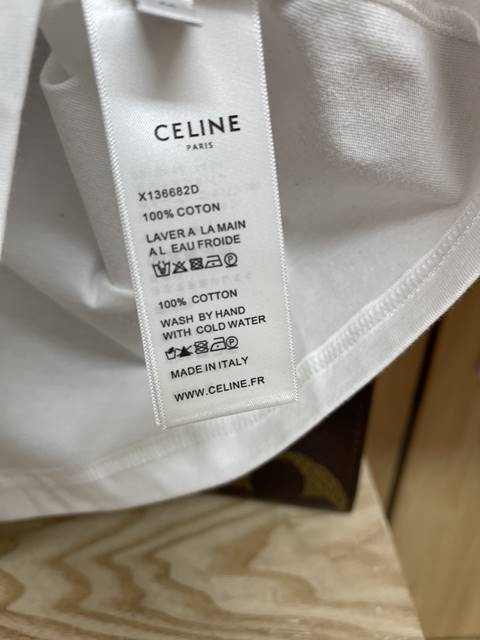 CELINE
PARIS
X136682D
100% COTON
LAVER A LA MAIN
A L EAU FROIDE
100% COTTON
WASH BY HAND
WITH COLD WATER
MADE IN ITALY
WWW.CELINE.FR